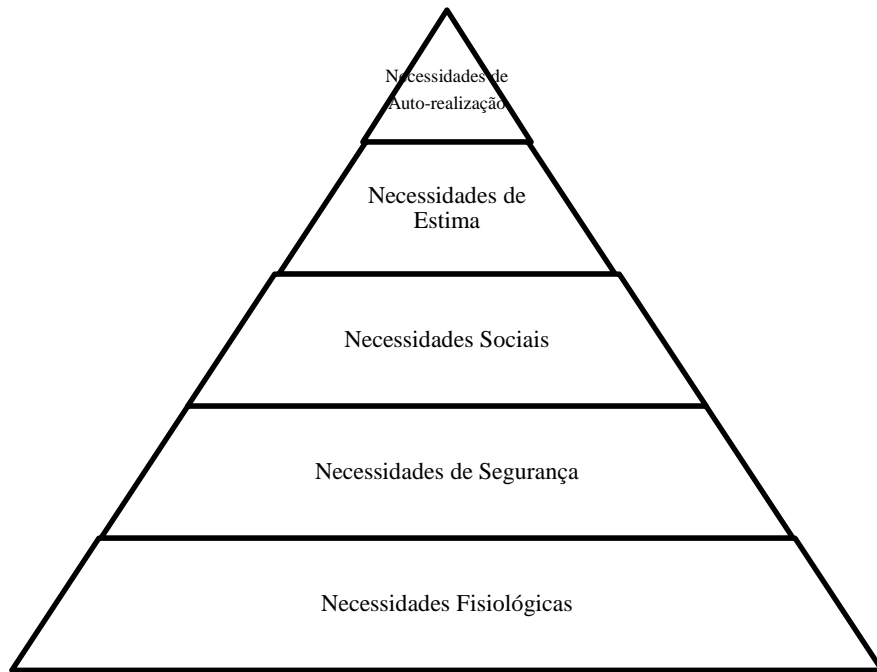 Necessidades de
Auto-realização
Necessidades de
Estima
Necessidades Sociais
Necessidades de Segurança
Necessidades Fisiológicas